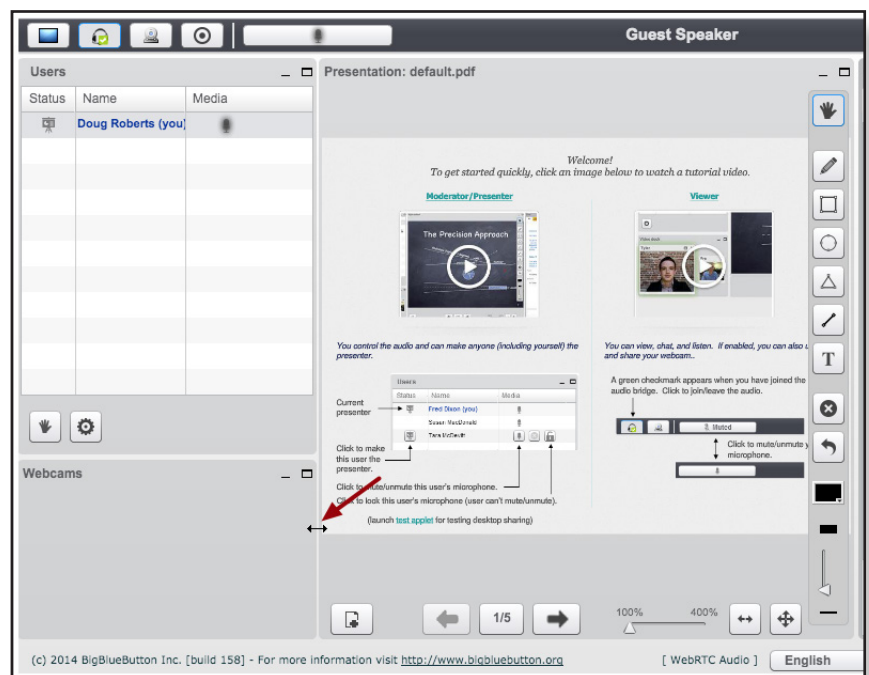 Guest Speaker
Users
Status Name Media
Doug Roberts (you)
Webcams
Presentation: default.pdf
Welcome!
To get started quickly, click an image below to watch a tutorial video.
Moderator/Presenter
The Precision Approach
You control the audio and can make anyone (including yourself) the
presenter.
Users
Status Name Media
Current
presenter
Fred Dixon (you)
Susan MacDonald
Tara McDevitt
Click to make
this user the
presenter.
Click to mute/unmute this user's microphone.
Click to lock this user's microphone (user can't mute/unmute).
(launch test applet for testing desktop sharing)
Viewer
Video dock
Tyler
You can view, chat, and listen. If enabled, you can also u
and share your webcam..
A green checkmark appears when you have joined the
audio bridge. Click to join/leave the audio.
Muted
Click to mute/unmute y
microphone.
T
1/5
100% 400%
(c) 2014 BigBlueButton Inc. [build 158] - For more information visit http://www.bigbluebutton.org
[ WebRTC Audio ]
English